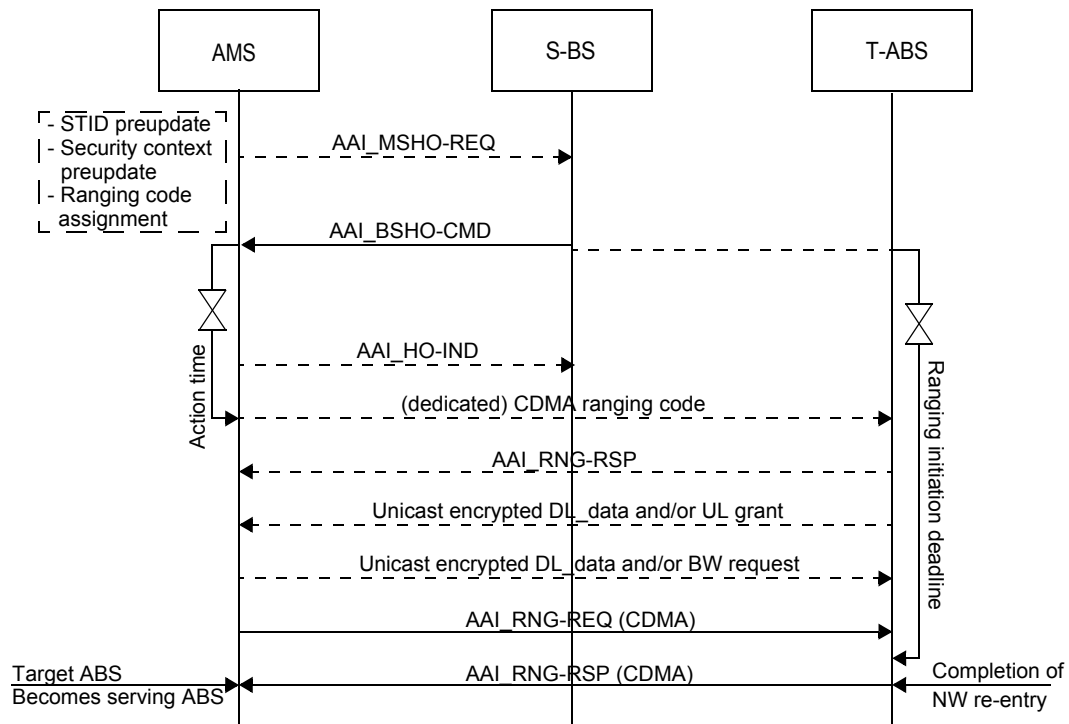 AMS
S-BS
T-ABS
- STID preupdate
- Security context
preupdate
- Ranging code
assignment
AAI_MSHO-REQ
AAI_BSHO-CMD
Action time
AAI_HO-IND
(dedicated) CDMA ranging code
AAI_RNG-RSP
Unicast encrypted DL_data and/or UL grant
Unicast encrypted DL_data and/or BW request
Ranging initiation deadline
AAI_RNG-REQ (CDMA)
AAI_RNG-RSP (CDMA)
Target ABS
Becomes serving ABS
Completion of
NW re-entry